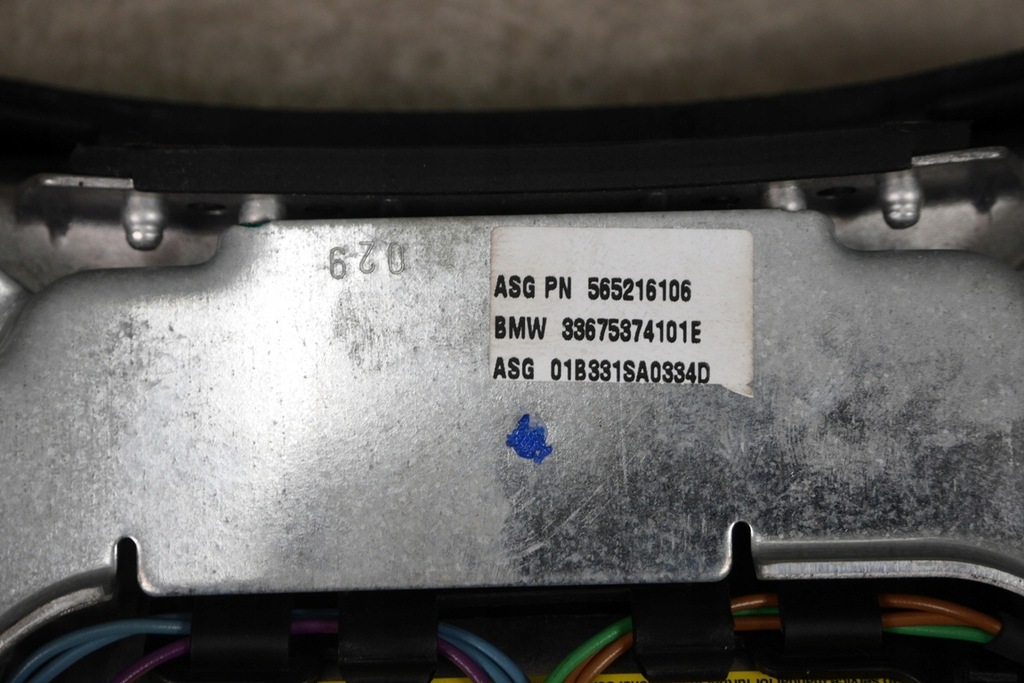 029
ASG PN 565216106
BMW 33675374101E
ASG 01B331SA0334D